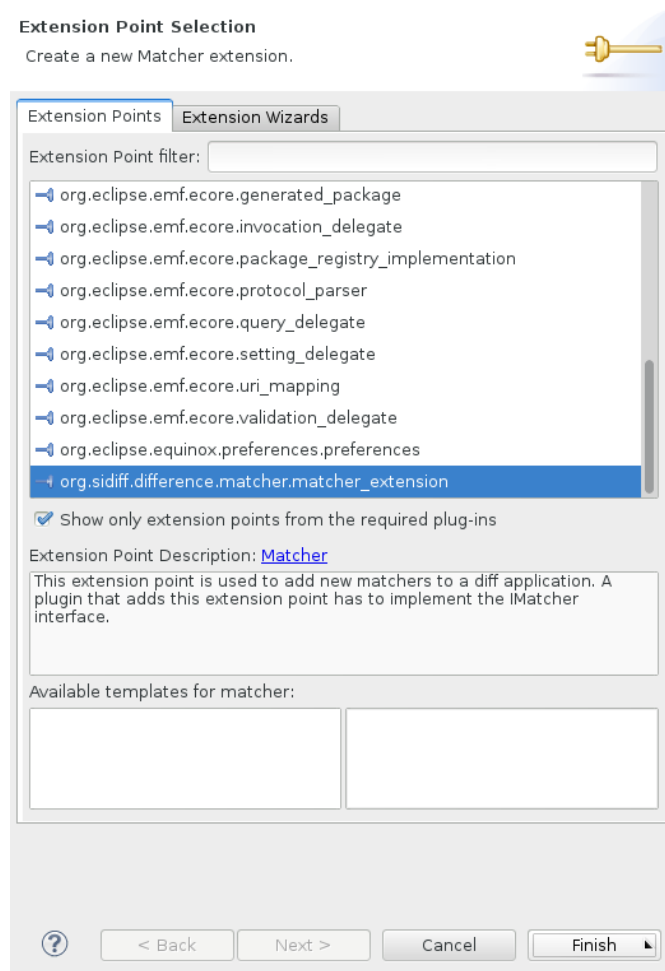 Extension Point Selection
Create a new Matcher extension.
Extension Points
Extension Wizards
Extension Point filter:
org.eclipse.emf.ecore.generated_package
org.eclipse.emf.ecore.invocation_delegate
org.eclipse.emf.ecore.package_registry_implementation
org.eclipse.emf.ecore.protocol_parser
org.eclipse.emf.ecore.query_delegate
org.eclipse.emf.ecore.setting_delegate
org.eclipse.emf.ecore.uri_mapping
org.eclipse.emf.ecore.validation_delegate
org.eclipse.equinox.preferences.preferences
org.sidiff.difference.matcher.matcher_extension
Show only extension points from the required plug-ins
Extension Point Description: Matcher
This extension point is used to add new matchers to a diff application. A
plugin that adds this extension point has to implement the IMatcher
interface.
Available templates for matcher:
?
< Back
Next >
Cancel
Finish